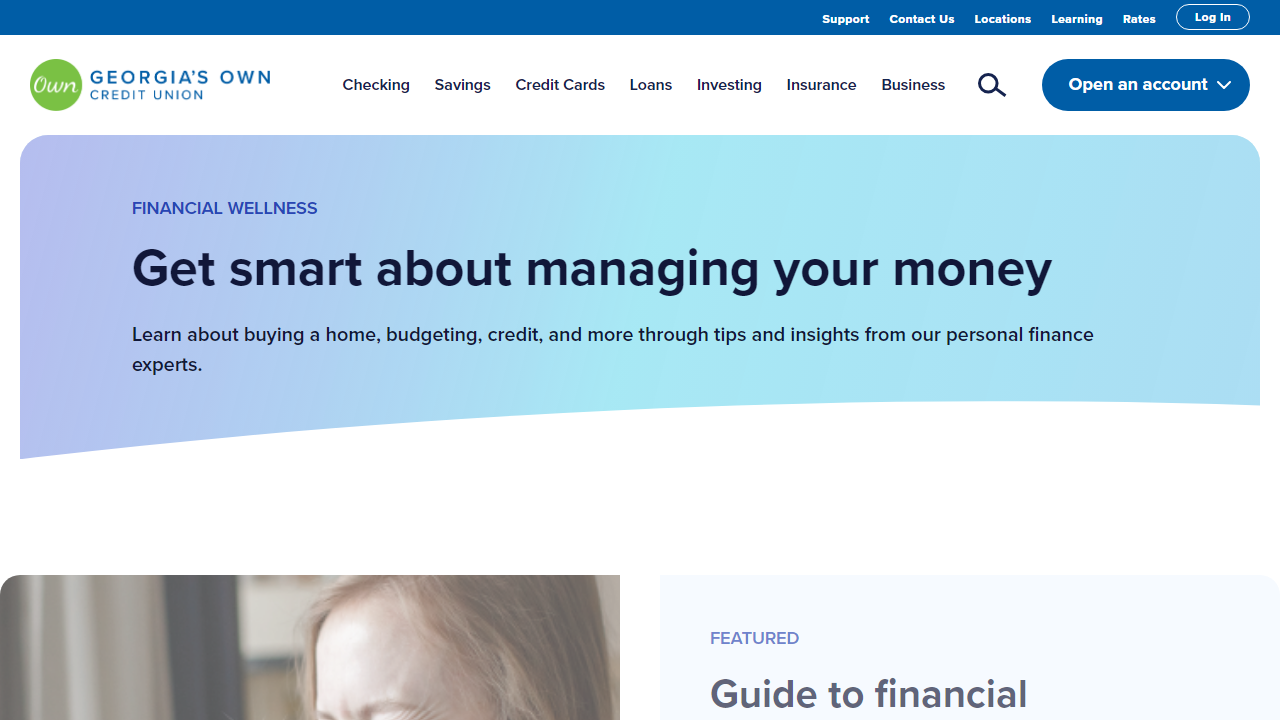 Support Contact Us Locations Learning Rates Log In
Own GEORGIA'S OWN
CREDIT UNION
Checking Savings Credit Cards Loans Investing Insurance Business Open an account
FINANCIAL WELLNESS
Get smart about managing your money
Learn about buying a home, budgeting, credit, and more through tips and insights from our personal finance
experts.
FEATURED
Guide to financial